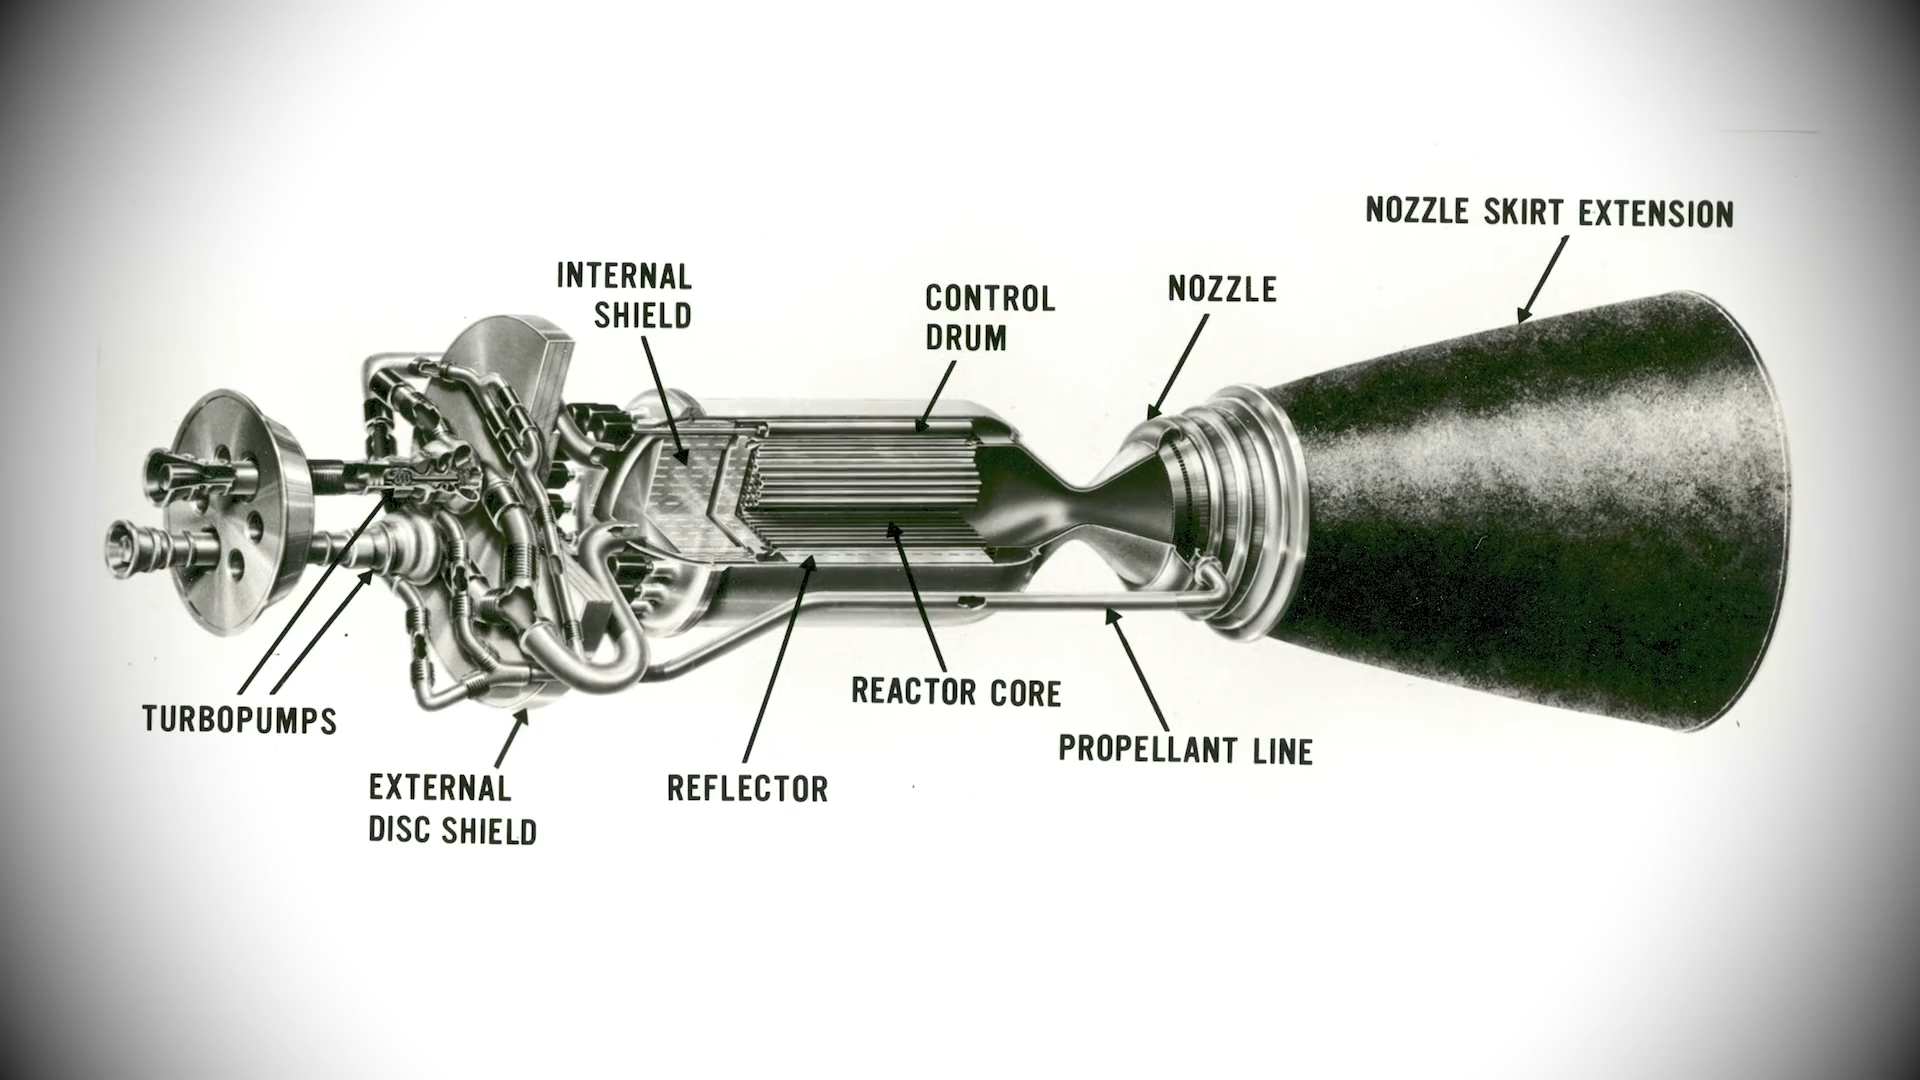 NOZZLE SKIRT EXTENSION
INTERNAL
SHIELD
CONTROL
DRUM
NOZZLE
TURBOPUMPS
EXTERNAL
DISC SHIELD
REFLECTOR
REACTOR CORE
PROPELLANT LINE